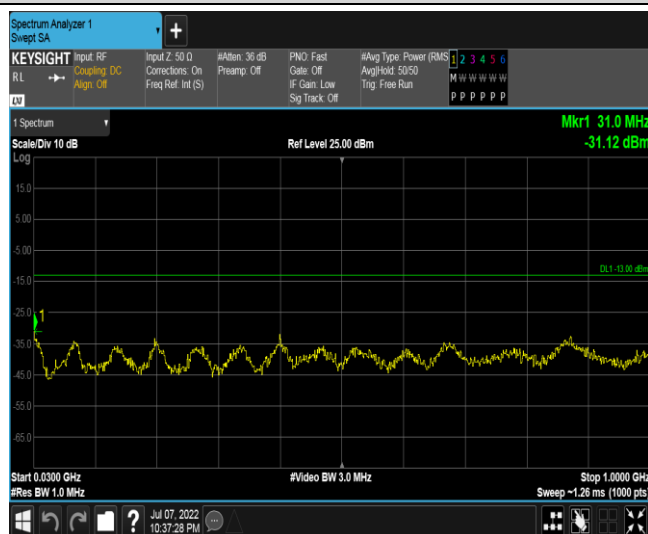 Spectrum Analyzer 1
Swept SA
+
KEYSIGHT
RL
LXI
Input: RF
Coupling: DC
Align: Off
Input Z: 50 Ω
Corrections: On
Freq Ref: Int (S)
#Atten: 36 dB
Preamp: Off
PNO: Fast
Gate: Off
IF Gain: Low
Sig Track: Off
#Avg Type: Power (RMS
Avg|Hold: 50/50
Trig: Free Run
1 2 3 4 5 6
M W W W W W
P P P P P P
1 Spectrum
Scale/Div 10 dB
Ref Level 25.00 dBm
Mkr1 31.0 MHz
-31.12 dBm
Log
15.0
5.00
-5.00
DL1 -13.00 dBm
-15.0
-25.0
1
-35.0
-45.0
-55.0
-65.0
Start 0.0300 GHz
#Video BW 3.0 MHz
Stop 1.0000 GHz
#Res BW 1.0 MHz
Sweep ~1.26 ms (1000 pts)
?
Jul 07, 2022
10:37:28 PM